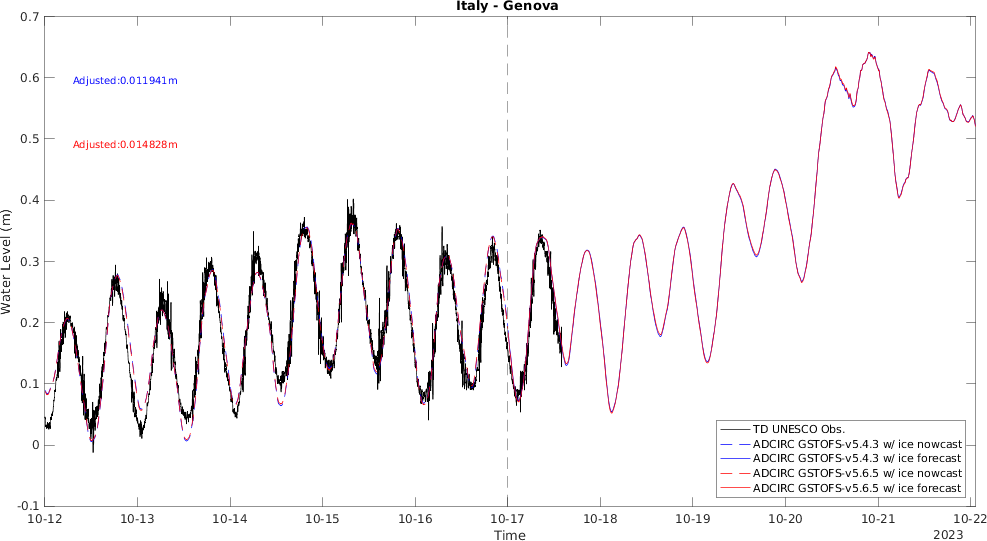 Italy - Genova
0.7
0.6
0.5
0.4
0.3
0.2
0.1
0
-0.1
Water Level (m)
Adjusted:0.011941m
Adjusted:0.014828m
TD UNESCO Obs.
ADCIRC GSTOFS-v5.4.3 w/ ice nowcast
ADCIRC GSTOFS-v5.4.3 w/ ice forecast
ADCIRC GSTOFS-v5.6.5 w/ ice nowcast
ADCIRC GSTOFS-v5.6.5 w/ ice forecast
10-12 10-13 10-14 10-15 10-16 10-17 10-18 10-19 10-20 10-21 10-22
Time
2023